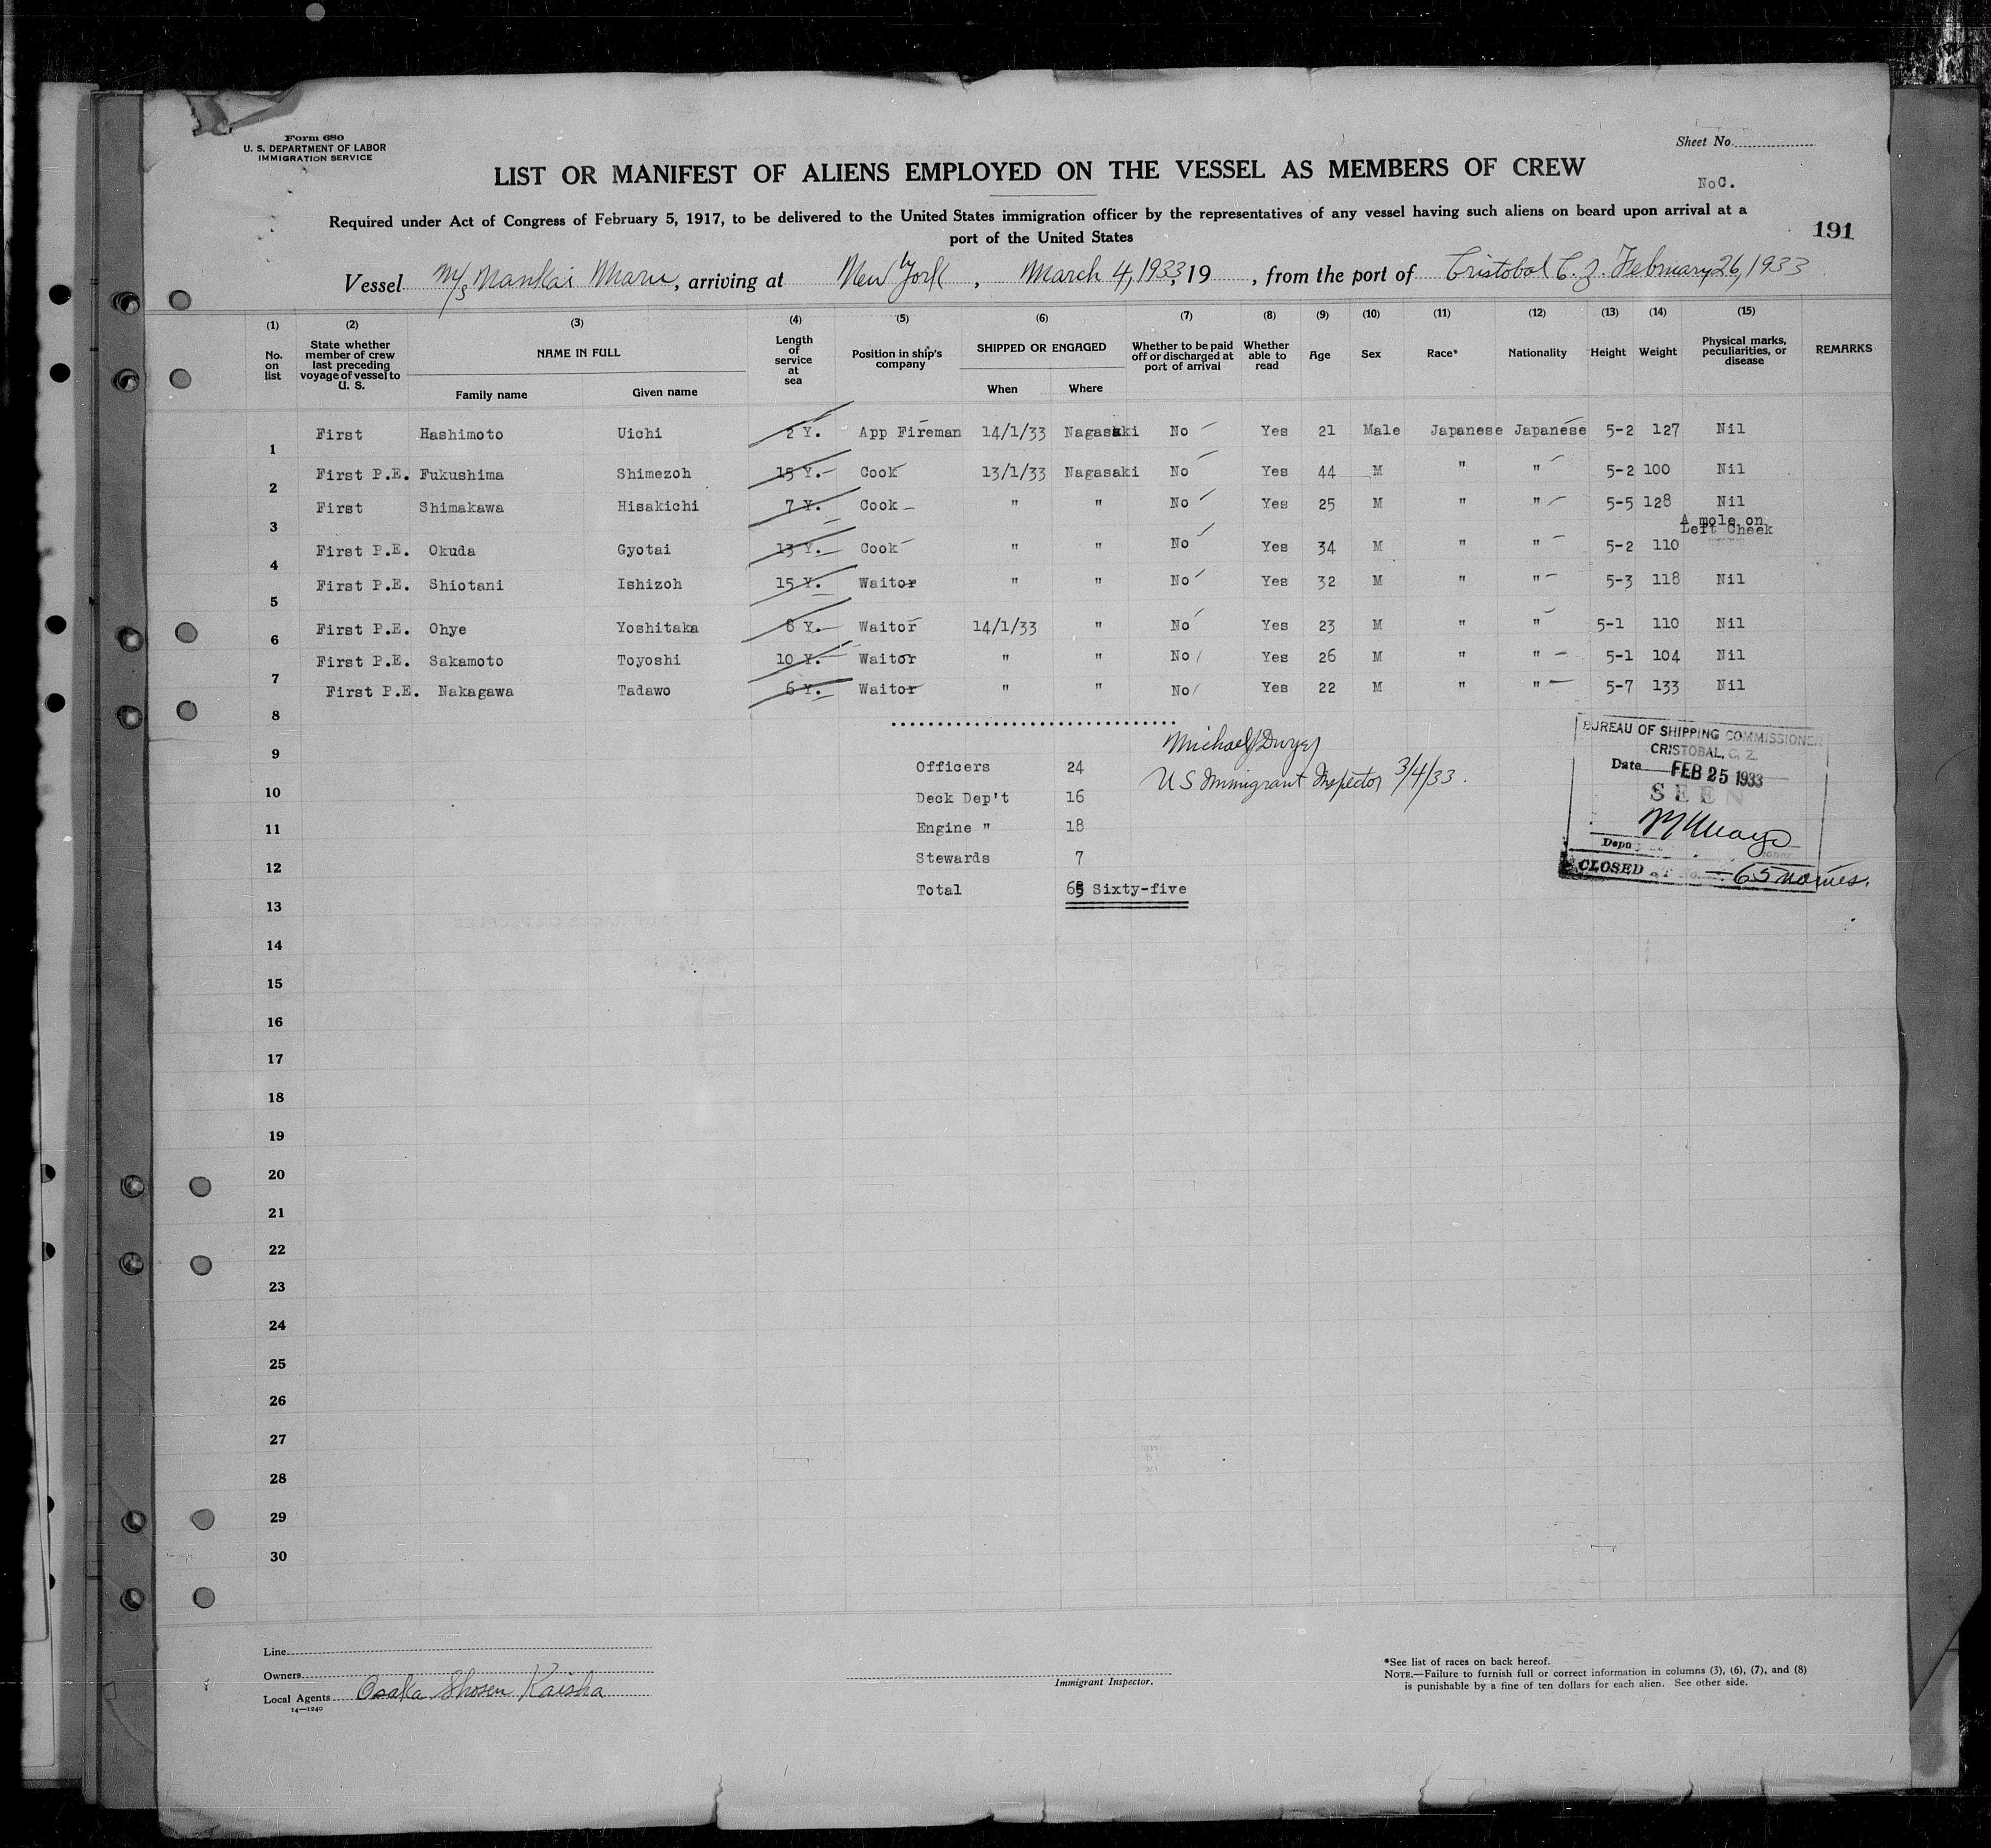 Form 680
U. S. DEPARTMENT OF LABOR
IMMIGRATION SERVICE
Sheet No.
LIST OR MANIFEST OF ALIENS EMPLOYED ON THE VESSEL AS MEMBERS OF CREW
NoC.
Required under Act of Congress of February 5, 1917, to be delivered to the United States immigration officer by the representatives of any vessel having such aliens on board upon arrival at a
port of the United States
191
Vessel M/S Nankai Maru, arriving at New York, March 4, 1933, 19 , from the port of Cristobal C. Z. February 26, 1933
(1) (2) (3) (4) (5) (6) (7) (8) (9) (10) (11) (12) (13) (14) (15)
No. on list State whether member of crew last preceding voyage of vessel to U. S. NAME IN FULL Length of service at sea Position in ship's company SHIPPED OR ENGAGED Whether to be paid off or discharged at port of arrival Whether able to read Age Sex Race* Nationality Height Weight Physical marks, peculiarities, or disease REMARKS
Family name Given name When Where
1 First Hashimoto Uichi 2 Y. App Fireman 14/1/33 Nagasaki No Yes 21 Male Japanese Japanese 5-2 127 Nil
2 First P.E. Fukushima Shimezoh 15 Y. Cook 13/1/33 Nagasaki No Yes 44 M " " 5-2 100 Nil
3 First Shimakawa Hisakichi 7 Y. Cook " " No Yes 25 M " " 5-5 128 Nil
A mole on
Left Cheek
4 First P.E. Okuda Gyotai 13 Y. Cook " " No Yes 34 M " " 5-2 110
5 First P.E. Shiotani Ishizoh 15 Y. Waitor " " No Yes 32 M " " 5-3 118 Nil
6 First P.E. Ohye Yoshitaka 8 Y. Waitor 14/1/33 " No Yes 23 M " " 5-1 110 Nil
7 First P.E. Sakamoto Toyoshi 10 Y. Waitor " " No Yes 26 M " " 5-1 104 Nil
First P.E. Nakagawa Tadawo 6 Y. Waitor " " No Yes 22 M " " 5-7 133 Nil
8
9
10
11
12
13
14
15
16
17
18
19
20
21
22
23
24
25
26
27
28
29
30
Michael J Dwyer
US Immigrant Inspector 3/4/33.
Officers 24
Deck Dep't 16
Engine " 18
Stewards 7
Total 65 Sixty-five
BUREAU OF SHIPPING COMMISSIONER
CRISTOBAL, C. Z.
Date FEB 25 1933
SEEN
CLOSED at No. 65 names.
Line
Owners
Local Agents Osaka Shosen Kaisha
14—1240
Immigrant Inspector.
*See list of races on back hereof.
NOTE.—Failure to furnish full or correct information in columns (3), (6), (7), and (8)
is punishable by a fine of ten dollars for each alien. See other side.